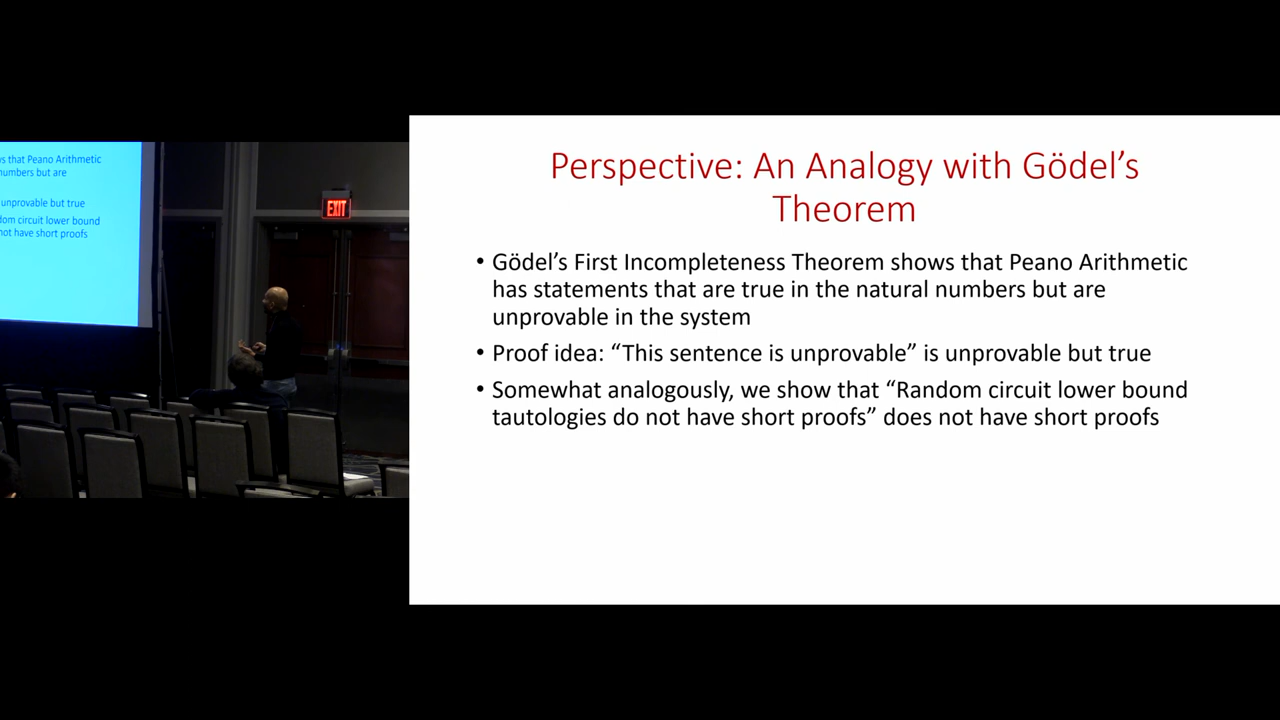 s that Peano Arithmetic
numbers but are
unprovable but true
dom circuit lower bound
not have short proofs
EXIT
Perspective: An Analogy with Gödel’s
Theorem
• Gödel’s First Incompleteness Theorem shows that Peano Arithmetic
has statements that are true in the natural numbers but are
unprovable in the system
• Proof idea: “This sentence is unprovable” is unprovable but true
• Somewhat analogously, we show that “Random circuit lower bound
tautologies do not have short proofs” does not have short proofs